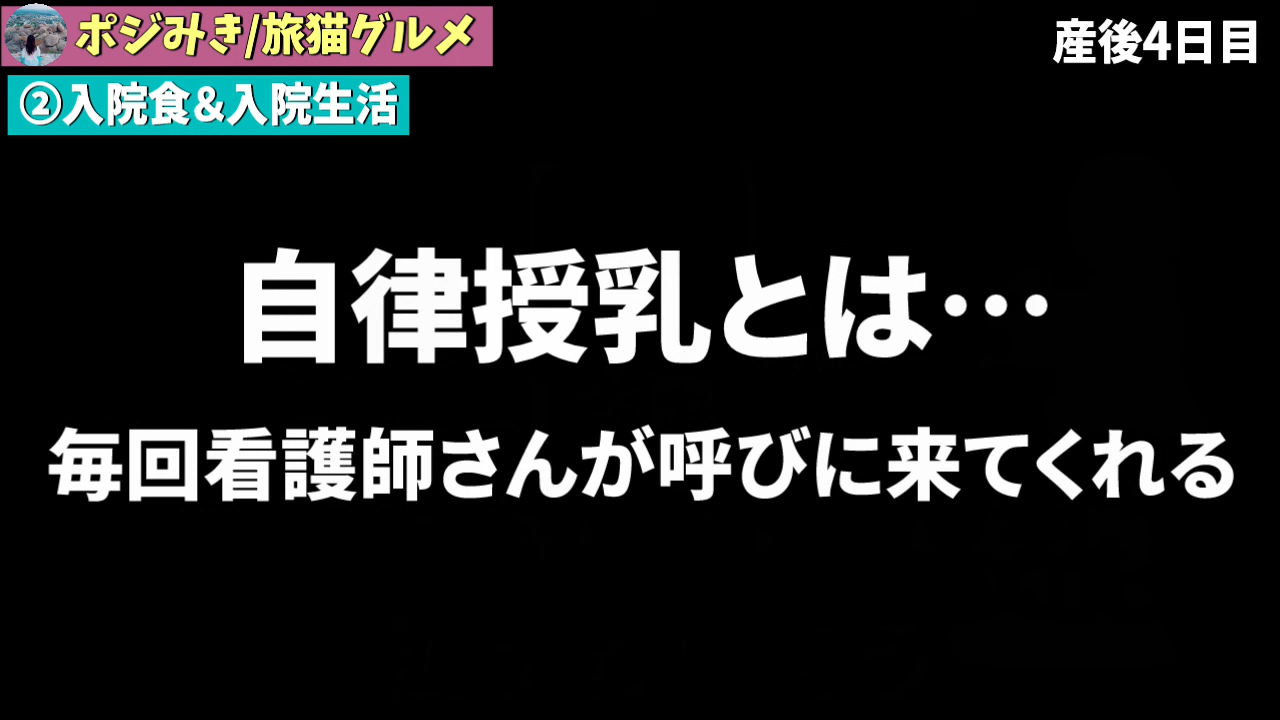 ポジみき/旅猫グルメ
産後4日目
②入院食&入院生活
自律授乳とは…
毎回看護師さんが呼びに来てくれる